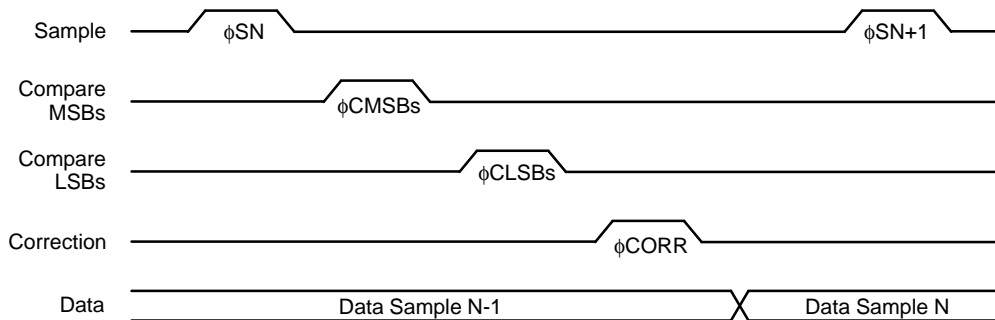 Sample
ϕSN
ϕSN+1
Compare
MSBs
ϕCMSBs
Compare
LSBs
ϕCLSBs
Correction
ϕCORR
Data
Data Sample N-1
Data Sample N